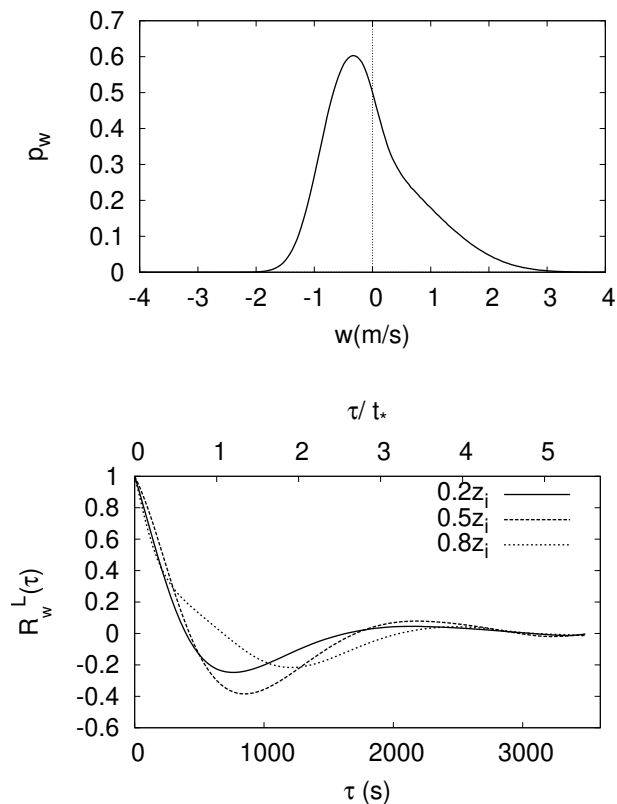 0.7
0.6
0.5
0.4
0.3
0.2
0.1
0
p_w
-4 -3 -2 -1 0 1 2 3 4
w(m/s)
τ/ t_*
0 1 2 3 4 5
1
0.8
0.6
0.4
0.2
0
-0.2
-0.4
-0.6
R_w^L(τ)
0.2z_i
0.5z_i
0.8z_i
0 1000 2000 3000
τ (s)